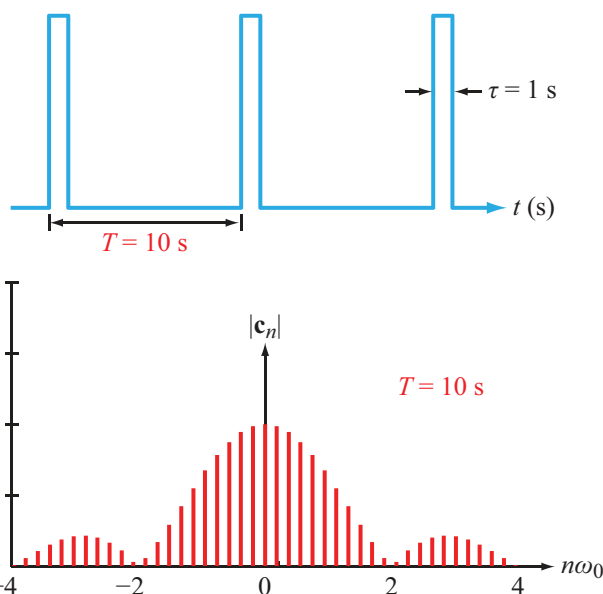 τ = 1 s
t (s)
T = 10 s
|cₙ|
T = 10 s
nω₀
−4 −2 0 2 4